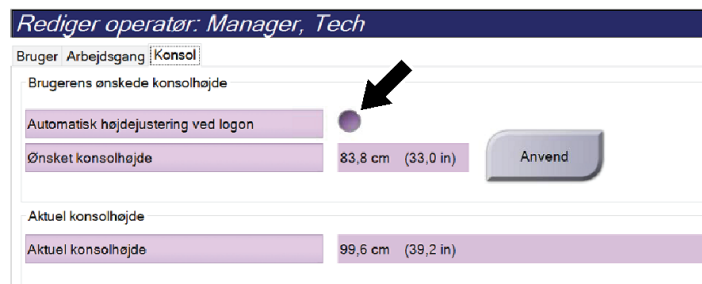 Rediger operatør: Manager, Tech
Bruger Arbejdsgang Konsol
Brugerens ønskede konsolhøjde
Automatisk højdejustering ved logon
Ønsket konsolhøjde 83,8 cm (33,0 in) Anvend
Aktuel konsolhøjde
Aktuel konsolhøjde 99,6 cm (39,2 in)